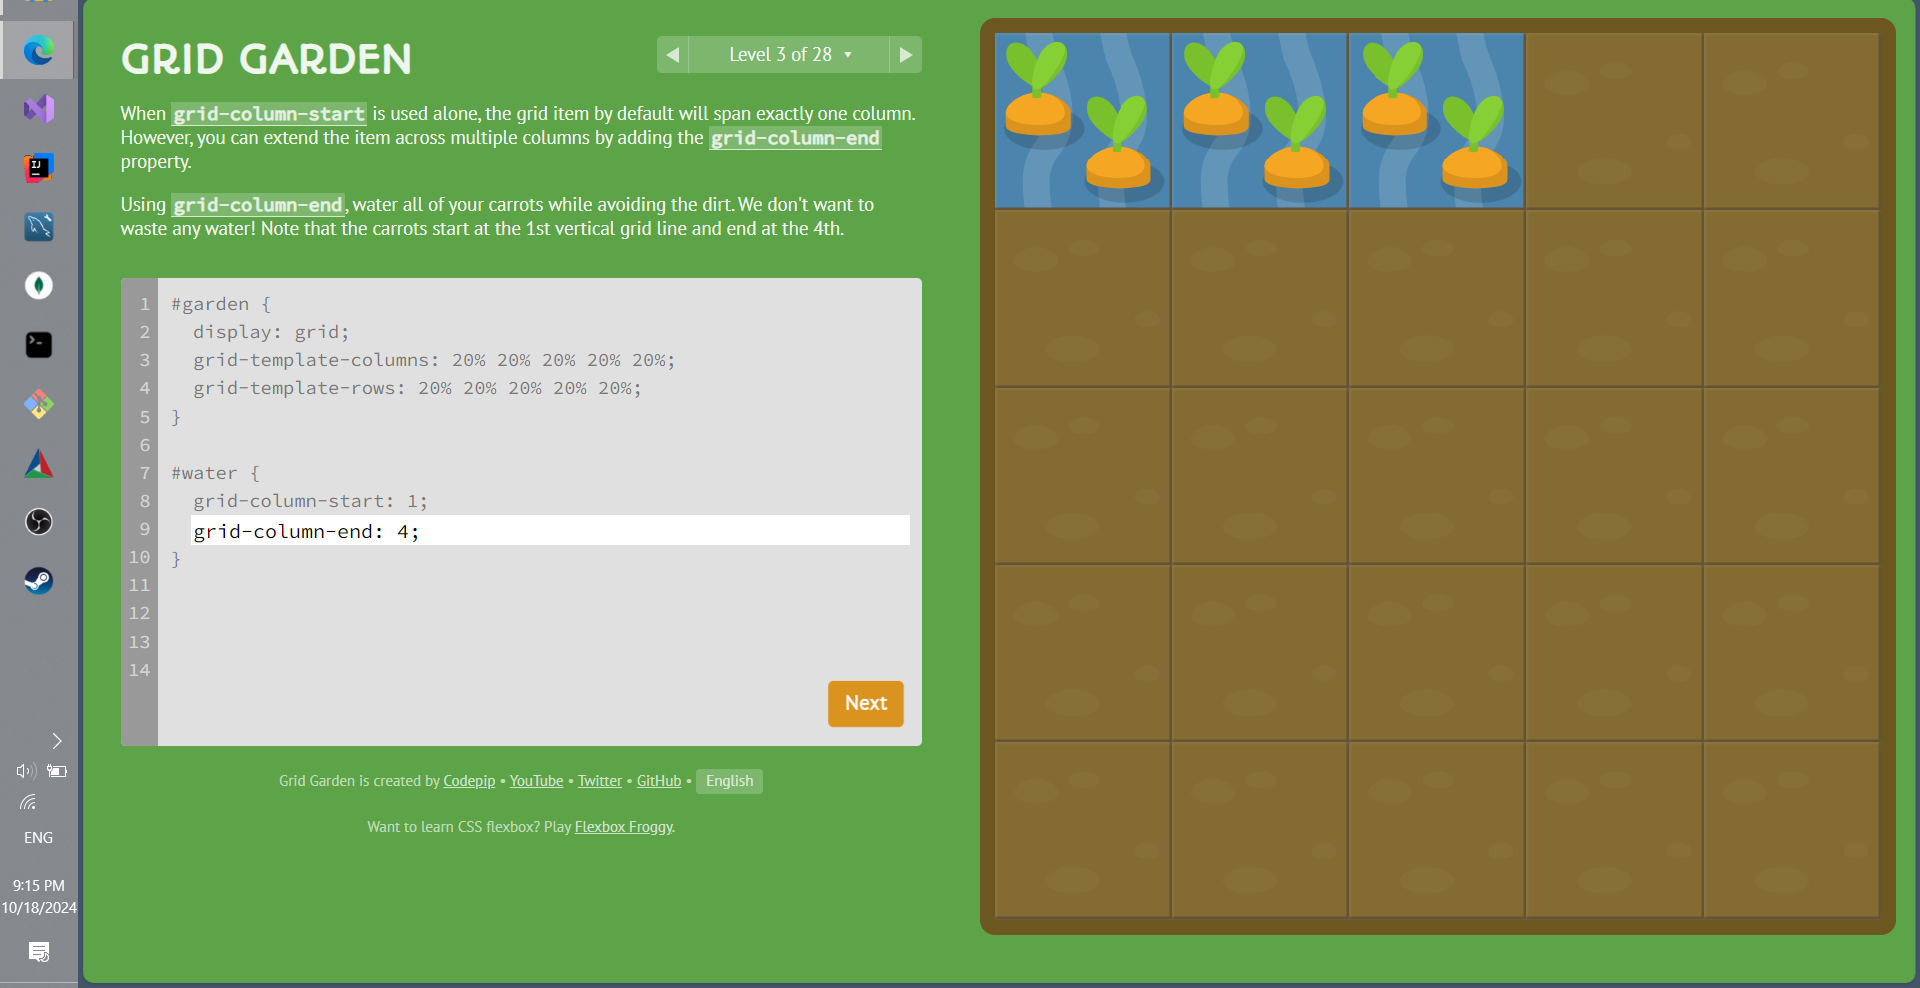 GRID GARDEN
◀ Level 3 of 28 ▼ ▶
When grid-column-start is used alone, the grid item by default will span exactly one column.
However, you can extend the item across multiple columns by adding the grid-column-end
property.
Using grid-column-end, water all of your carrots while avoiding the dirt. We don't want to
waste any water! Note that the carrots start at the 1st vertical grid line and end at the 4th.
1 #garden {
2 display: grid;
3 grid-template-columns: 20% 20% 20% 20% 20%;
4 grid-template-rows: 20% 20% 20% 20% 20%;
5 }
6
7 #water {
8 grid-column-start: 1;
9 grid-column-end: 4;
10 }
11
12
13
14
Next
Grid Garden is created by Codepip • YouTube • Twitter • GitHub • English
Want to learn CSS flexbox? Play Flexbox Froggy.
IJ
ENG
9:15 PM
10/18/2024